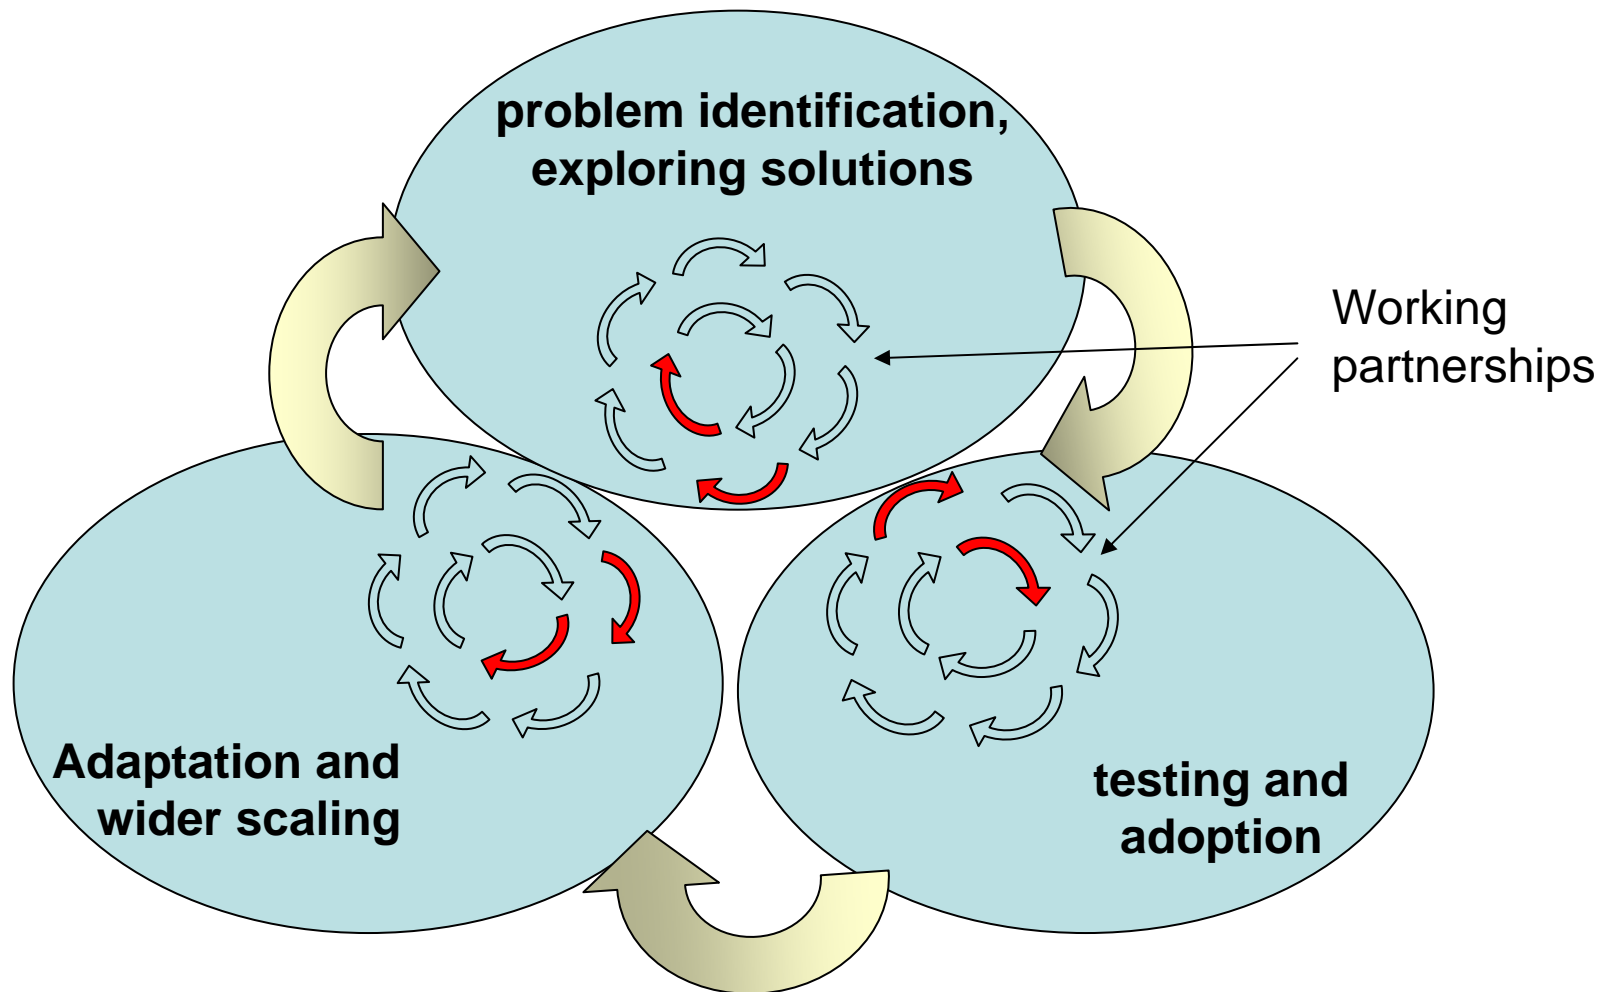 problem identification,
exploring solutions
Working
partnerships
Adaptation and
wider scaling
testing and
adoption